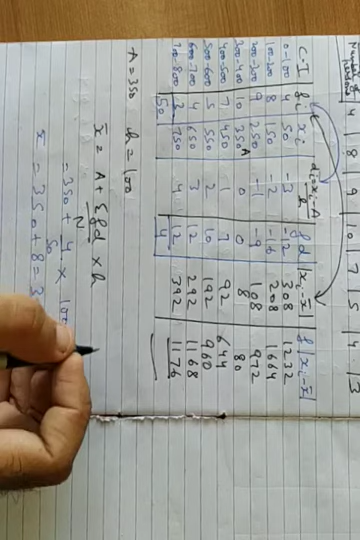 Number of persons 4 8 9 10 7 5 4 3
C.I fi xi di=xi-A/h fd |xi-x̄| f|xi-x̄|
0-100 4 50 -3 -12 308 1232
100-200 8 150 -2 -16 208 1664
200-300 9 250 -1 -9 108 972
300-400 10 350A 0 0 8 80
400-500 7 450 1 7 92 644
500-600 5 550 2 10 192 960
600-700 4 650 3 12 292 1168
700-800 3 750 4 12 392 1176
50 4
A=350 h=100
x̄ = A + Σfd/N × h
= 350 + 4/50 × 100
x̄ = 350+8=3